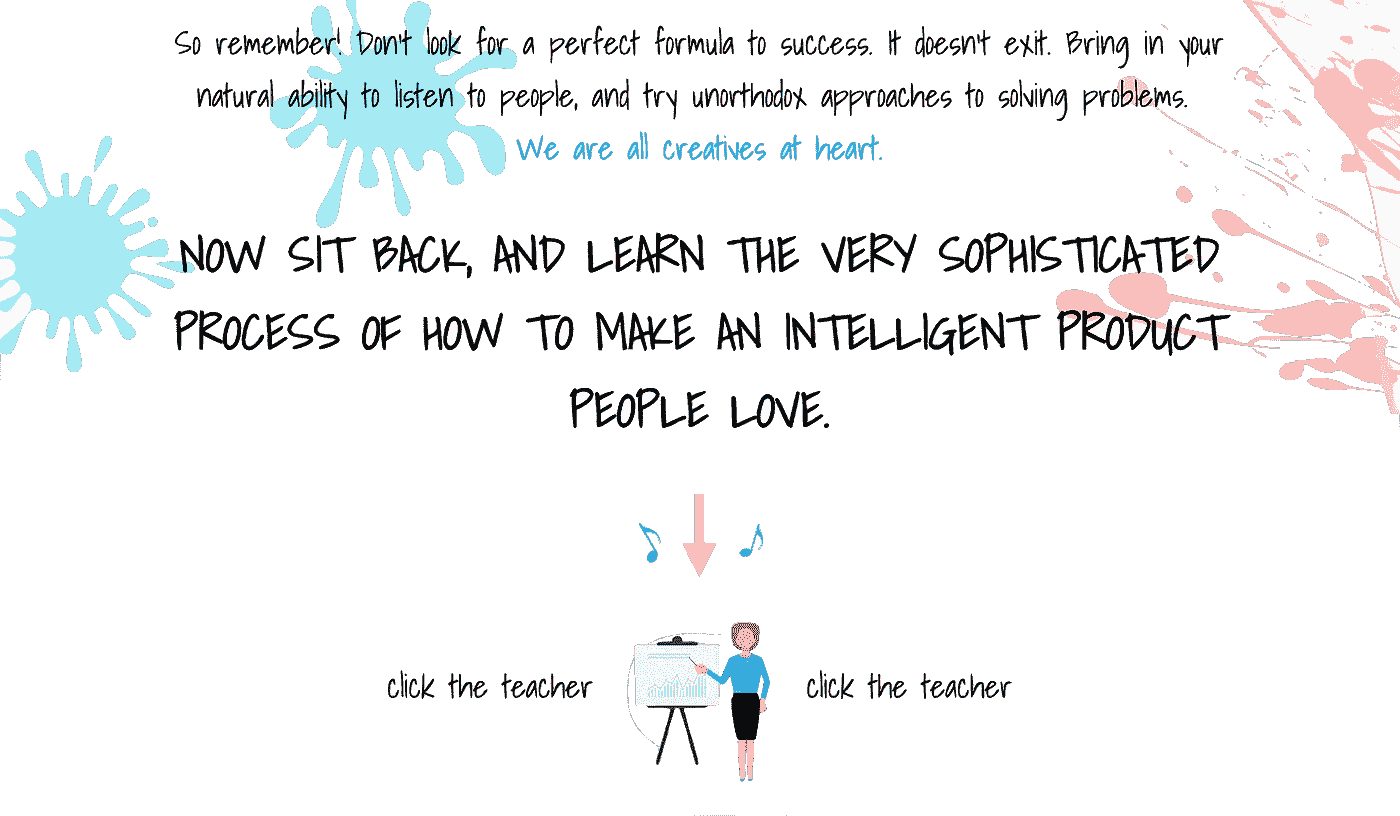 So remember! Don't look for a perfect formula to success. It doesn't exit. Bring in your
natural ability to listen to people, and try unorthodox approaches to solving problems.
We are all creatives at heart.
NOW SIT BACK, AND LEARN THE VERY SOPHISTICATED
PROCESS OF HOW TO MAKE AN INTELLIGENT PRODUCT
PEOPLE LOVE.
click the teacher
click the teacher